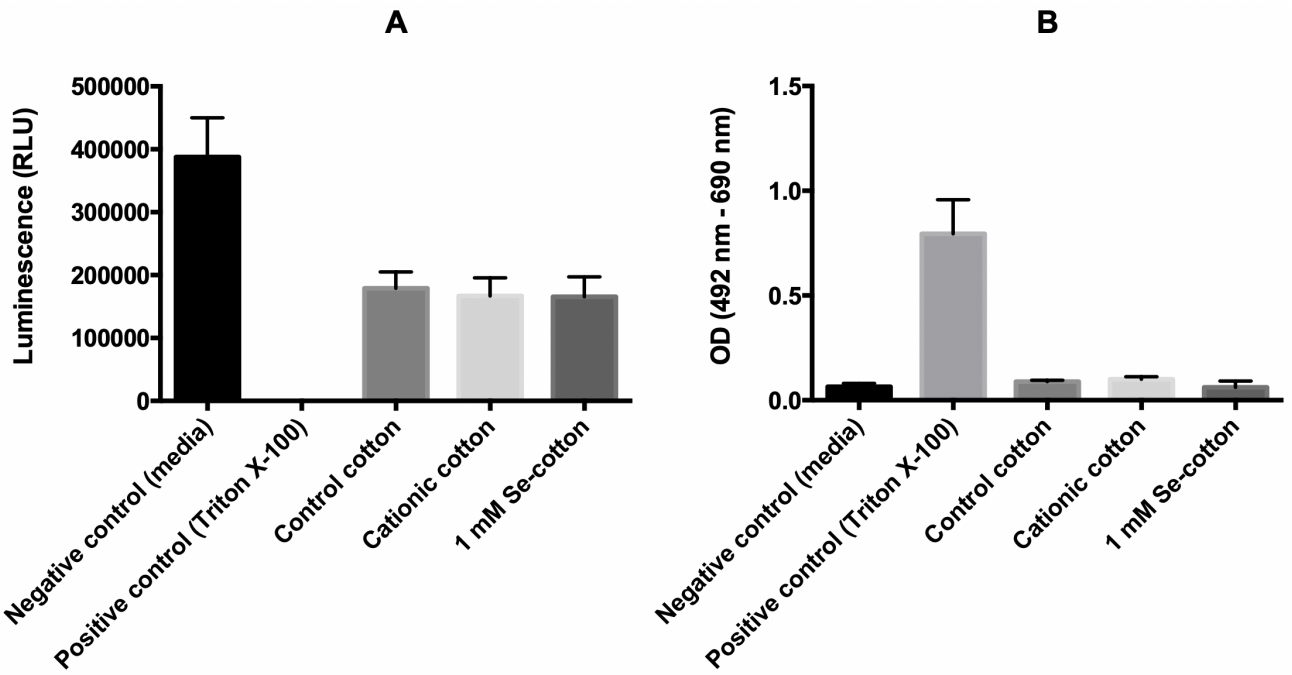 A
Luminescence (RLU)
500000
400000
300000
200000
100000
0
Negative control (media)
Positive control (Triton X-100)
Control cotton
Cationic cotton
1 mM Se-cotton
B
OD (492 nm - 690 nm)
1.5
1.0
0.5
0.0
Negative control (media)
Positive control (Triton X-100)
Control cotton
Cationic cotton
1 mM Se-cotton